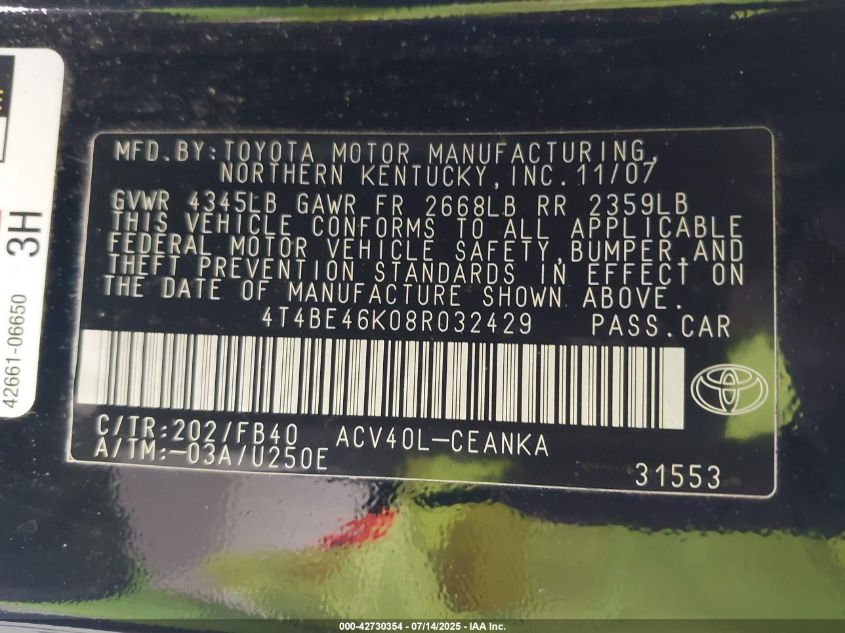 MFD.BY:TOYOTA MOTOR MANUFACTURING,
NORTHERN KENTUCKY,INC.11/07
GVWR 4345LB GAWR FR 2668LB RR 2359LB
THIS VEHICLE CONFORMS TO ALL APPLICABLE
FEDERAL MOTOR VEHICLE SAFETY,BUMPER,AND
THEFT PREVENTION STANDARDS IN EFFECT ON
THE DATE OF MANUFACTURE SHOWN ABOVE.
4T4BE46K08R032429 PASS.CAR
C/TR:202/FB40 ACV40L-CEANKA
A/TM:-03A/U250E
31553
3H
42661-06650
000-42730354 - 07/14/2025 - IAA Inc.